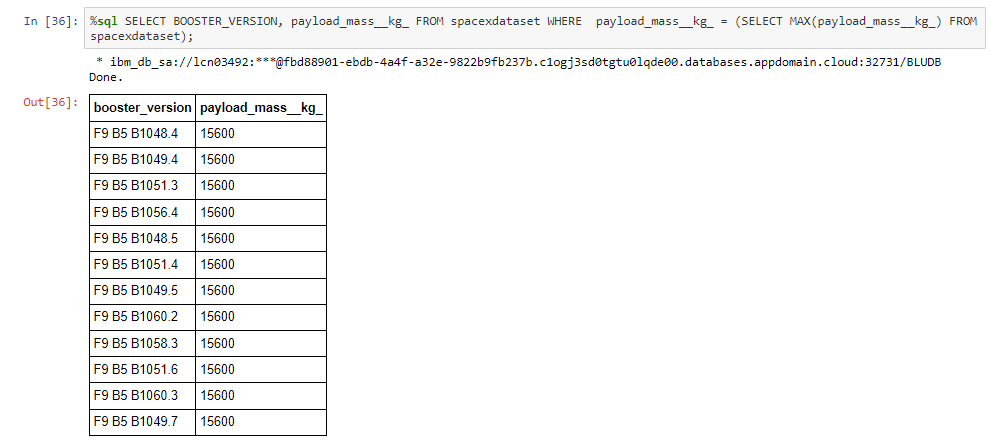 In [36]: %sql SELECT BOOSTER_VERSION, payload_mass__kg_ FROM spacexdataset WHERE  payload_mass__kg_ = (SELECT MAX(payload_mass__kg_) FROM
spacexdataset);
* ibm_db_sa://lcn03492:***@fbd88901-ebdb-4a4f-a32e-9822b9fb237b.c1ogj3sd0tgtu0lqde00.databases.appdomain.cloud:32731/BLUDB
Done.
Out[36]: booster_version payload_mass__kg_
F9 B5 B1048.4 15600
F9 B5 B1049.4 15600
F9 B5 B1051.3 15600
F9 B5 B1056.4 15600
F9 B5 B1048.5 15600
F9 B5 B1051.4 15600
F9 B5 B1049.5 15600
F9 B5 B1060.2 15600
F9 B5 B1058.3 15600
F9 B5 B1051.6 15600
F9 B5 B1060.3 15600
F9 B5 B1049.7 15600